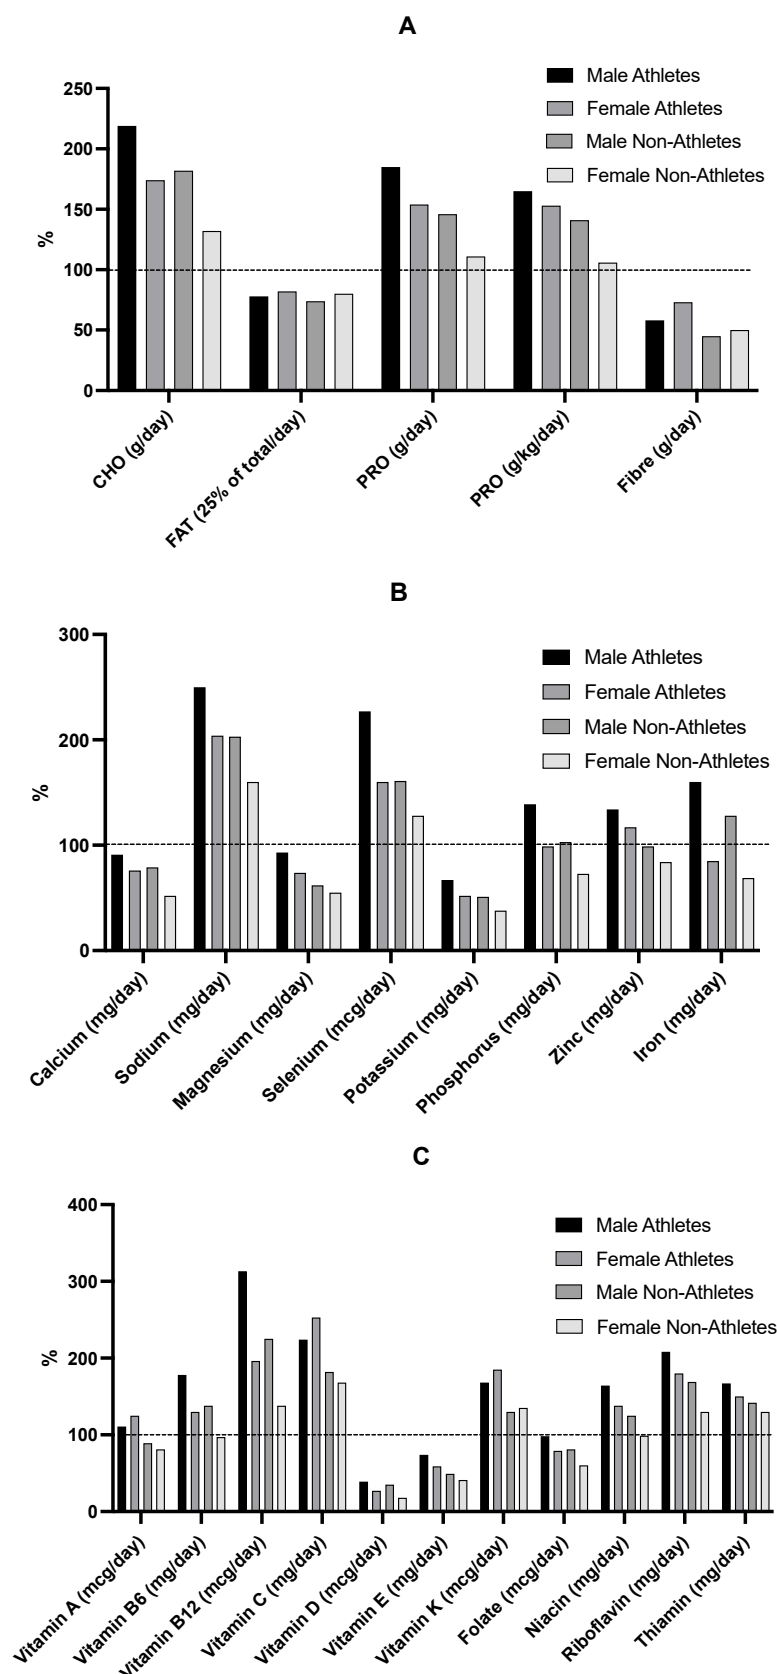 A
Male Athletes
Female Athletes
Male Non-Athletes
Female Non-Athletes
250
200
150
100
50
0
%
CHO (g/day)
FAT (25% of total/day)
PRO (g/day)
PRO (g/kg/day)
Fibre (g/day)
B
Male Athletes
Female Athletes
Male Non-Athletes
Female Non-Athletes
300
200
100
0
%
Calcium (mg/day)
Sodium (mg/day)
Magnesium (mg/day)
Selenium (mcg/day)
Potassium (mg/day)
Phosphorus (mg/day)
Zinc (mg/day)
Iron (mg/day)
C
Male Athletes
Female Athletes
Male Non-Athletes
Female Non-Athletes
400
300
200
100
0
%
Vitamin A (mcg/day)
Vitamin B6 (mg/day)
Vitamin B12 (mcg/day)
Vitamin C (mg/day)
Vitamin D (mcg/day)
Vitamin E (mg/day)
Vitamin K (mcg/day)
Folate (mcg/day)
Niacin (mg/day)
Riboflavin (mg/day)
Thiamin (mg/day)